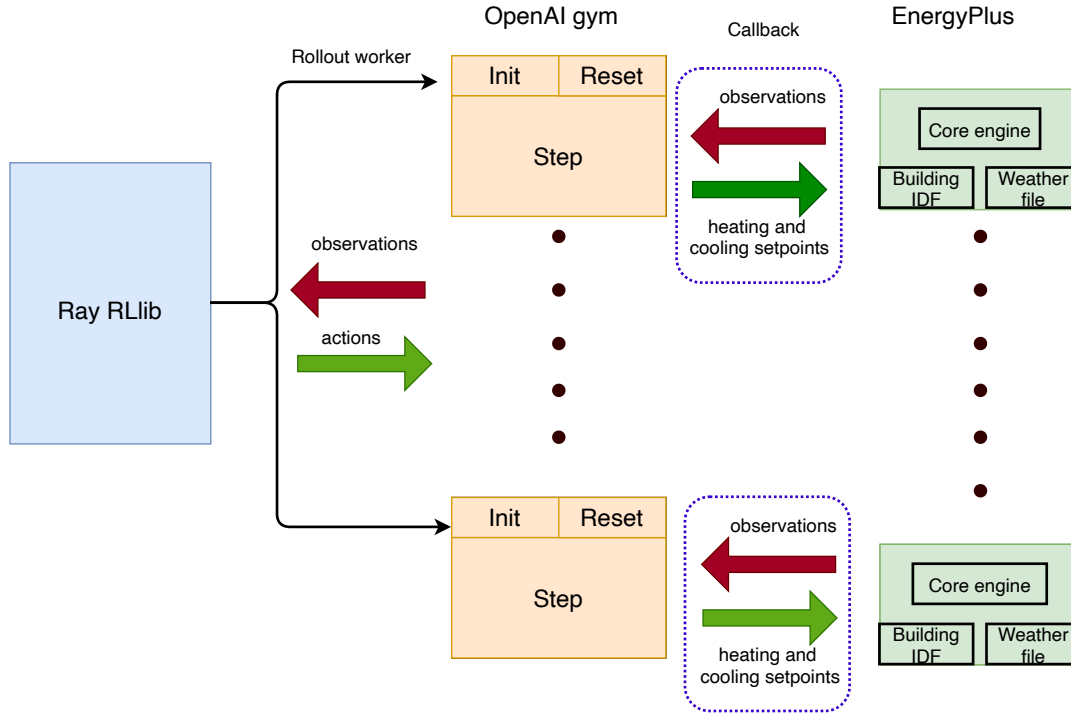 OpenAI gym
EnergyPlus
Callback
Rollout worker
Init
Reset
Step
observations
heating and
cooling setpoints
Core engine
Building
IDF
Weather
file
Ray RLlib
observations
actions
Init
Reset
Step
observations
heating and
cooling setpoints
Core engine
Building
IDF
Weather
file